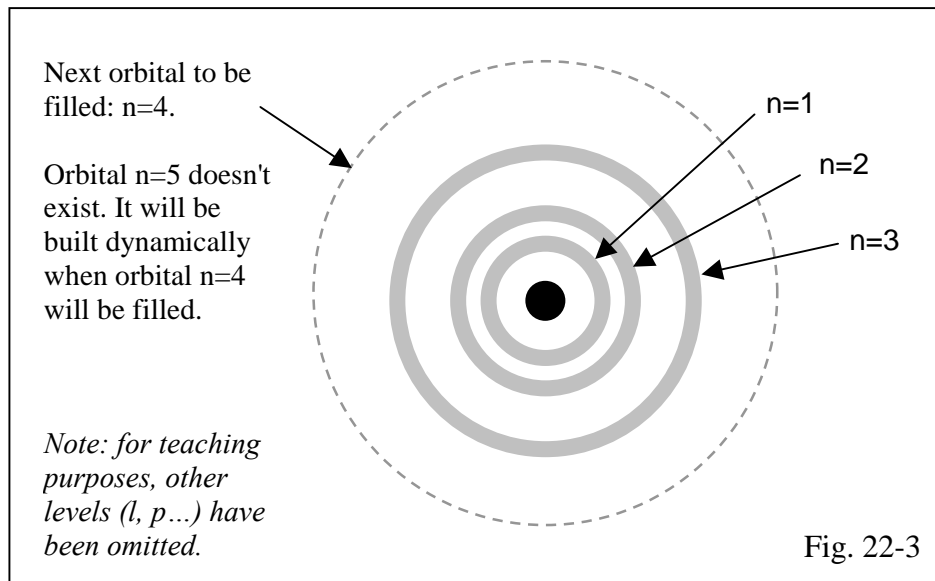 Next orbital to be
filled: n=4.
Orbital n=5 doesn't
exist. It will be
built dynamically
when orbital n=4
will be filled.
Note: for teaching
purposes, other
levels (l, p…) have
been omitted.
n=1
n=2
n=3
Fig. 22-3